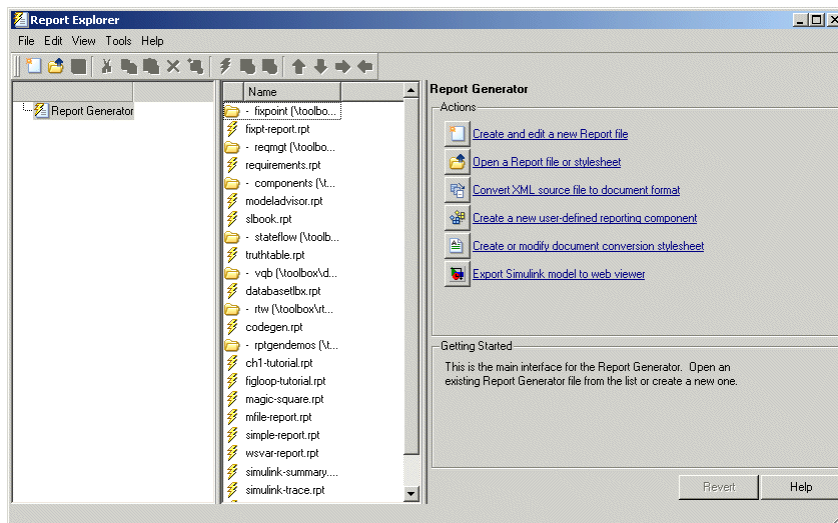 Report Explorer
File Edit View Tools Help
Report Generator
Name
- fixpoint (\toolbo...
fixpt-report.rpt
- reqmgt (\toolbo...
requirements.rpt
- components (\t...
modeladvisor.rpt
slbook.rpt
- stateflow (\toolb...
truthtable.rpt
- vqb (\toolbox\d...
databasetlbx.rpt
- rtw (\toolbox\rt...
codegen.rpt
- rptgendemos (\t...
ch1-tutorial.rpt
figloop-tutorial.rpt
magic-square.rpt
mfile-report.rpt
simple-report.rpt
wsvar-report.rpt
simulink-summary....
simulink-trace.rpt
Report Generator
Actions
Create and edit a new Report file
Open a Report file or stylesheet
Convert XML source file to document format
Create a new user-defined reporting component
Create or modify document conversion stylesheet
Export Simulink model to web viewer
Getting Started
This is the main interface for the Report Generator. Open an
existing Report Generator file from the list or create a new one.
Revert
Help